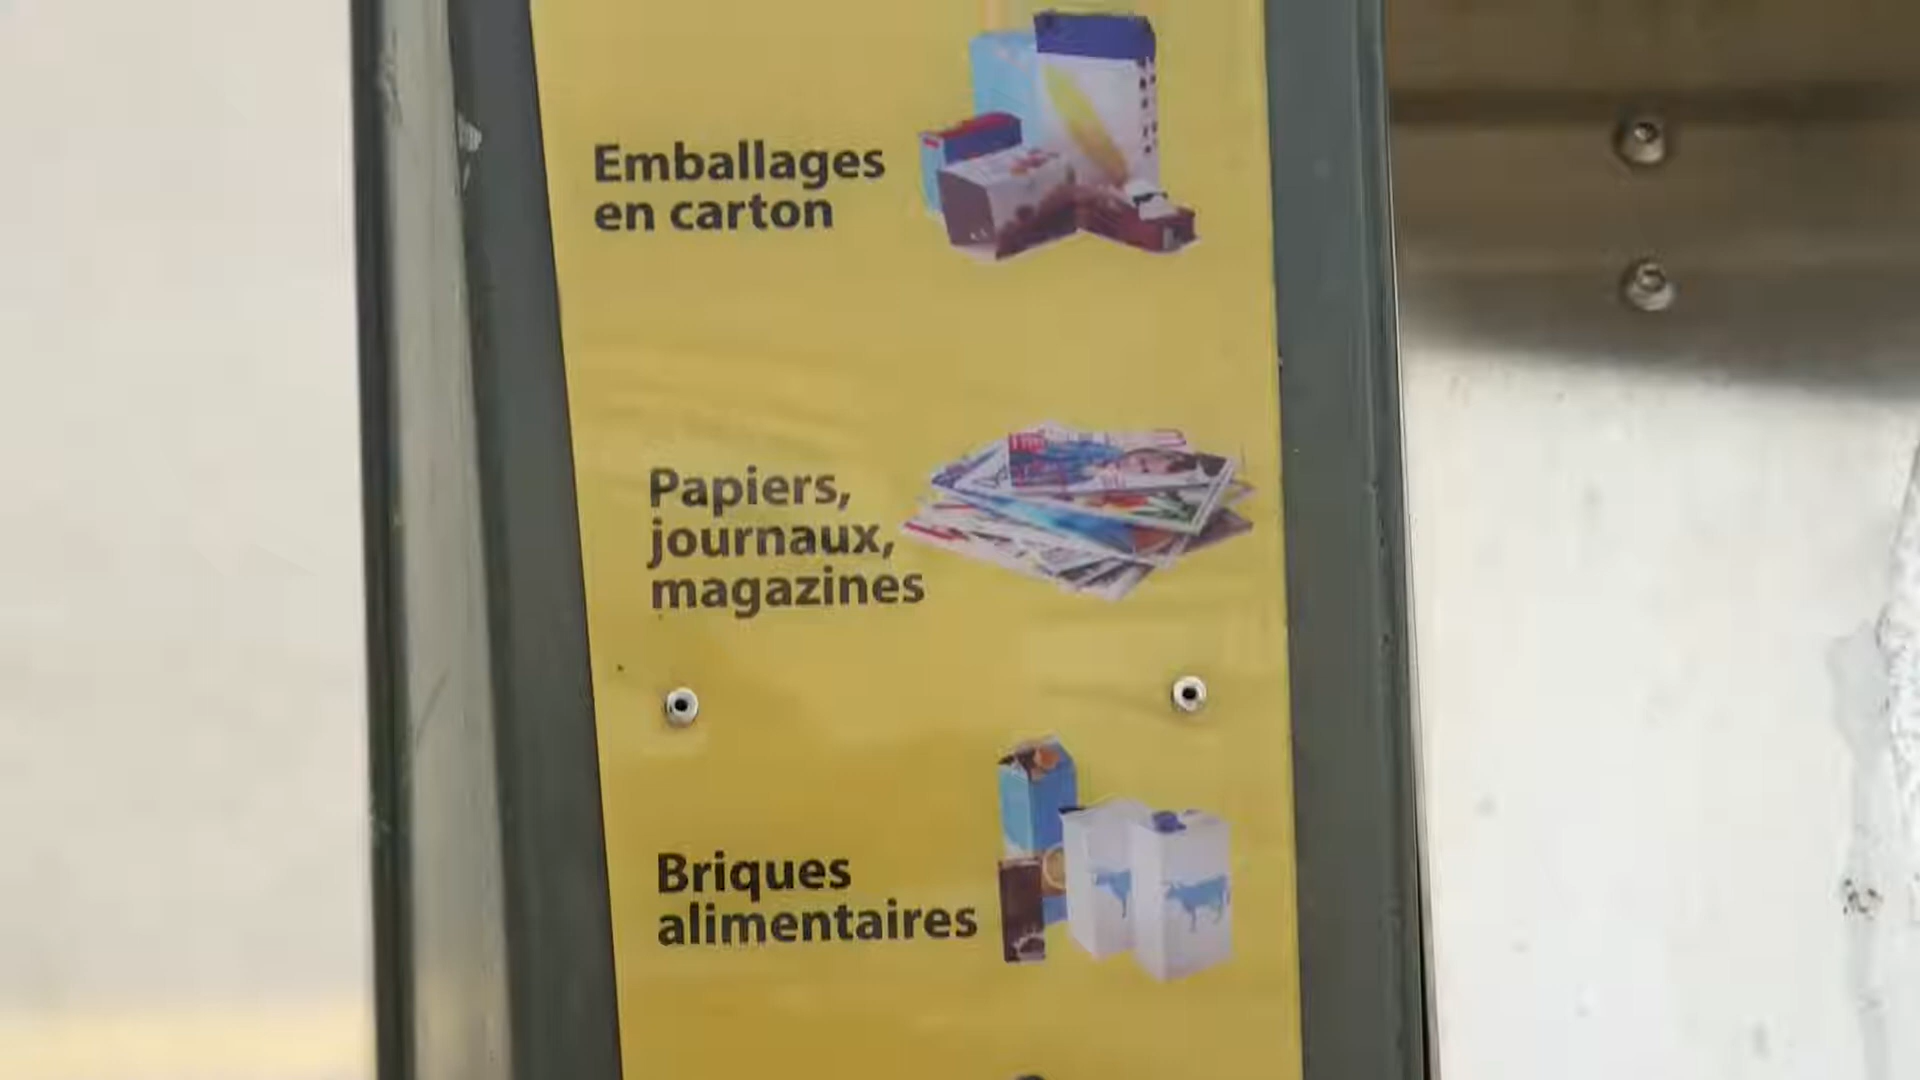 Emballages
en carton
Papiers,
journaux,
magazines
Briques
alimentaires